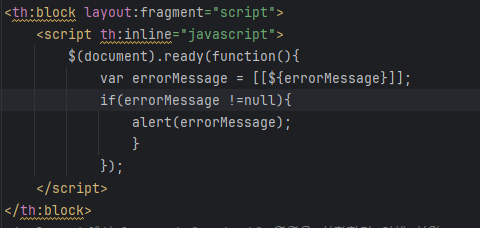 <th:block layout:fragment="script">
    <script th:inline="javascript">
        $(document).ready(function(){
            var errorMessage = [[${errorMessage}]];
            if(errorMessage !=null){
                alert(errorMessage);
                }
            });
    </script>
</th:block>